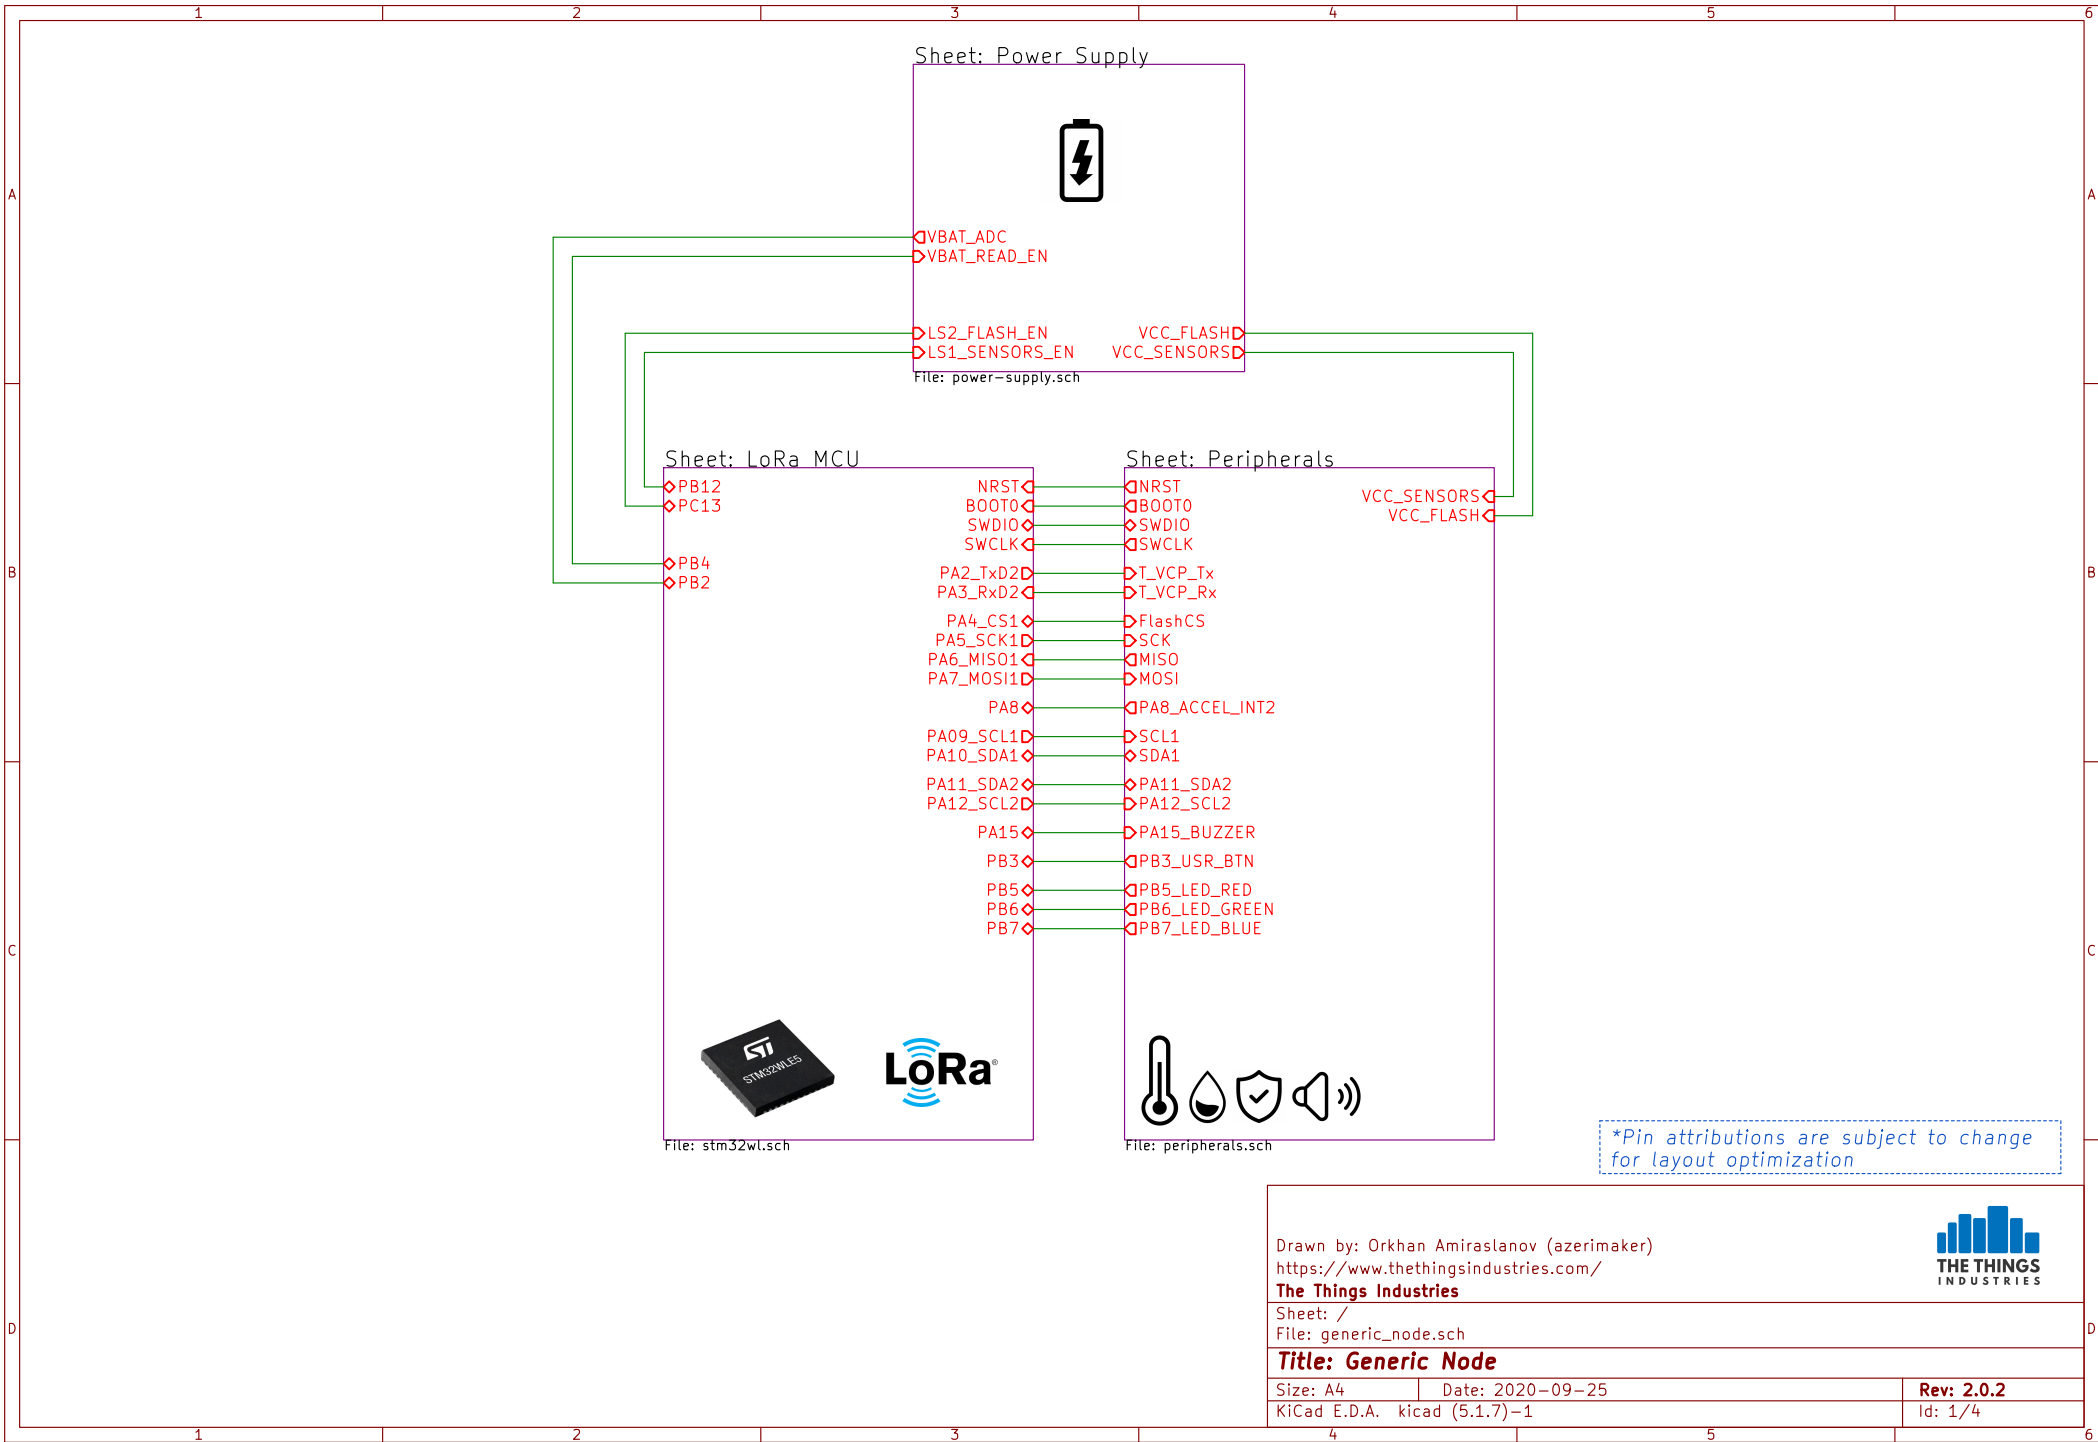 1 2 3 4 5 6
Sheet: Power Supply
A A
VBAT_ADC
VBAT_READ_EN
LS2_FLASH_EN VCC_FLASH
LS1_SENSORS_EN VCC_SENSORS
File: power-supply.sch
Sheet: LoRa MCU
PB12 NRST
PC13 BOOT0
SWDIO
SWCLK
PB4
PA2_TxD2
PB2
PA3_RxD2
PA4_CS1
PA5_SCK1
PA6_MISO1
PA7_MOSI1
PA8
PA09_SCL1
PA10_SDA1
PA11_SDA2
PA12_SCL2
PA15
PB3
PB5
PB6
PB7
STM32WLE5
LoRa®
File: stm32wl.sch
Sheet: Peripherals
NRST
VCC_SENSORS
BOOT0
VCC_FLASH
SWDIO
SWCLK
T_VCP_Tx
T_VCP_Rx
FlashCS
SCK
MISO
MOSI
PA8_ACCEL_INT2
SCL1
SDA1
PA11_SDA2
PA12_SCL2
PA15_BUZZER
PB3_USR_BTN
PB5_LED_RED
PB6_LED_GREEN
PB7_LED_BLUE
File: peripherals.sch
B B
C C
*Pin attributions are subject to change
for layout optimization
Drawn by: Orkhan Amiraslanov (azerimaker)
https://www.thethingsindustries.com/
The Things Industries
THE THINGS
INDUSTRIES
Sheet: /
File: generic_node.sch
D D
Title: Generic Node
Size: A4 Date: 2020-09-25 Rev: 2.0.2
KiCad E.D.A. kicad (5.1.7)-1 Id: 1/4
1 2 3 4 5 6